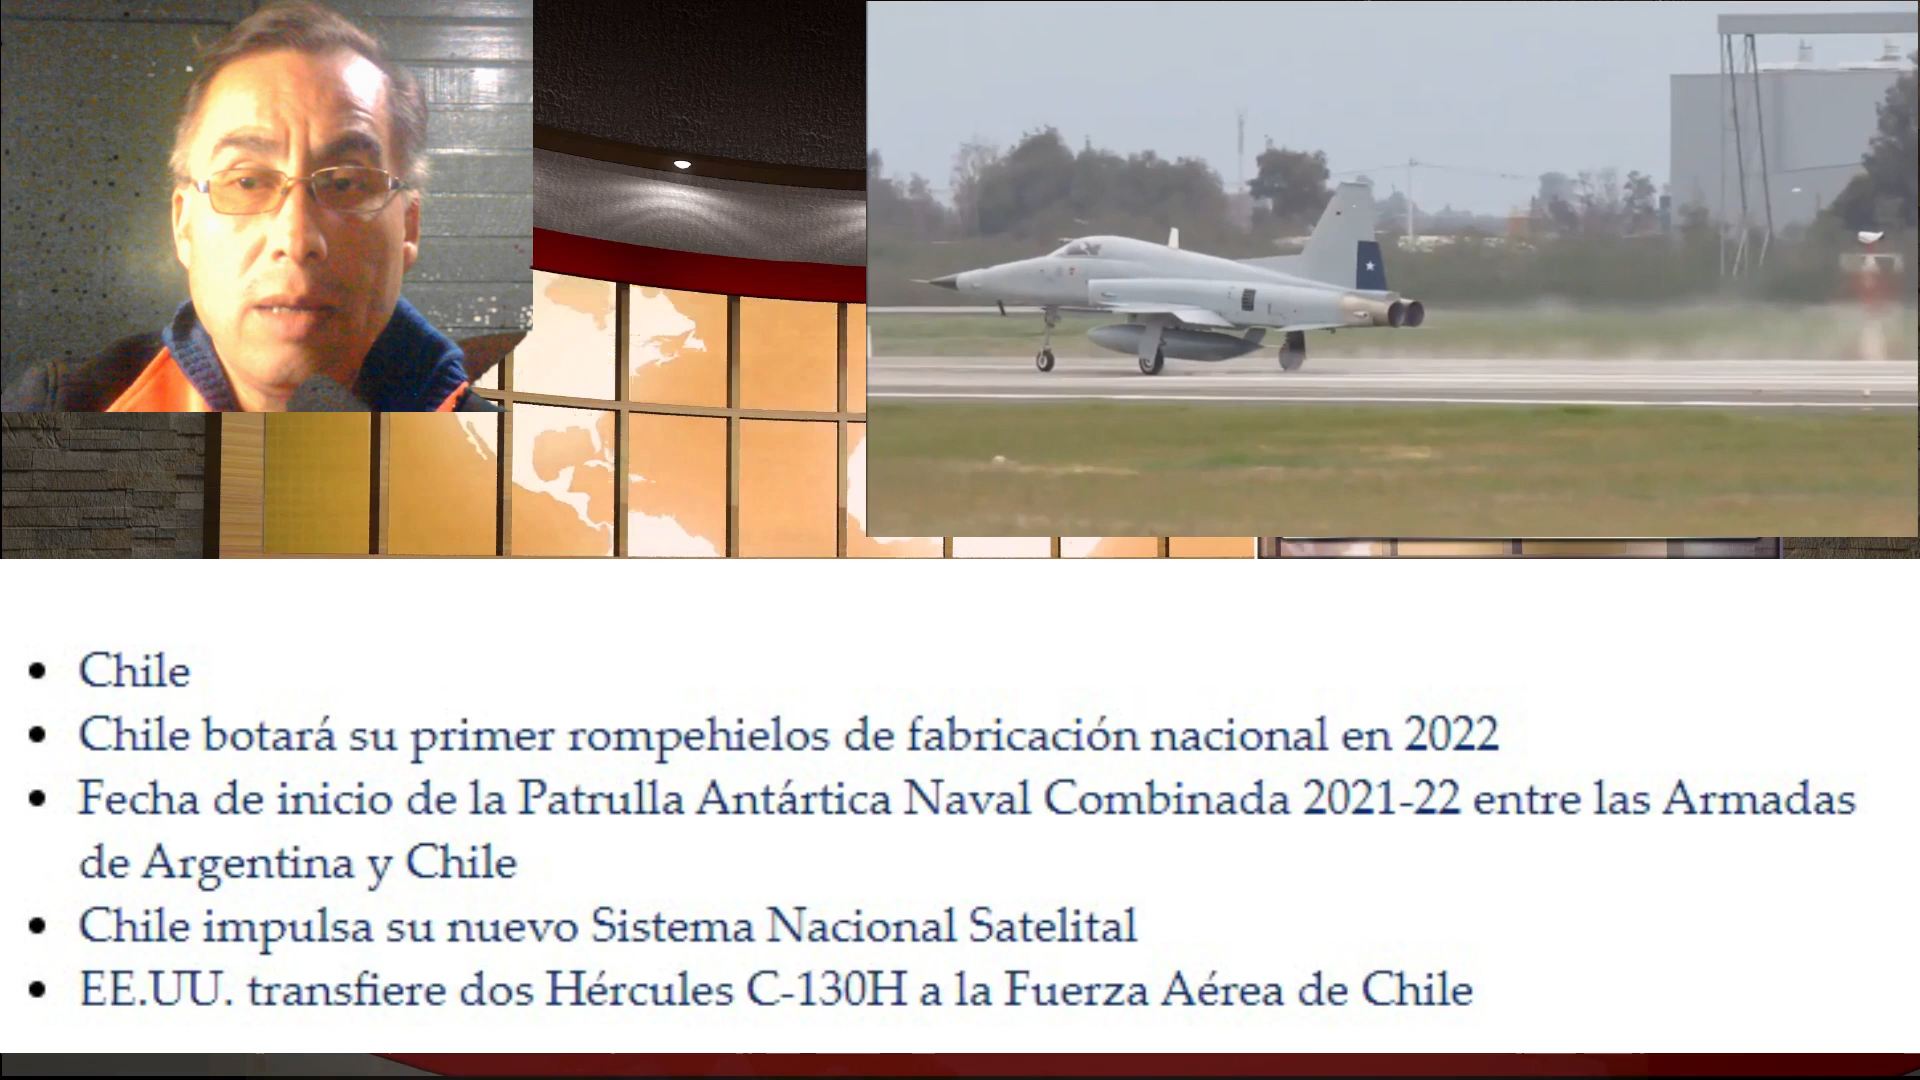 Chile
Chile botará su primer rompehielos de fabricación nacional en 2022
Fecha de inicio de la Patrulla Antártica Naval Combinada 2021-22 entre las Armadas
de Argentina y Chile
Chile impulsa su nuevo Sistema Nacional Satelital
EE.UU. transfiere dos Hércules C-130H a la Fuerza Aérea de Chile